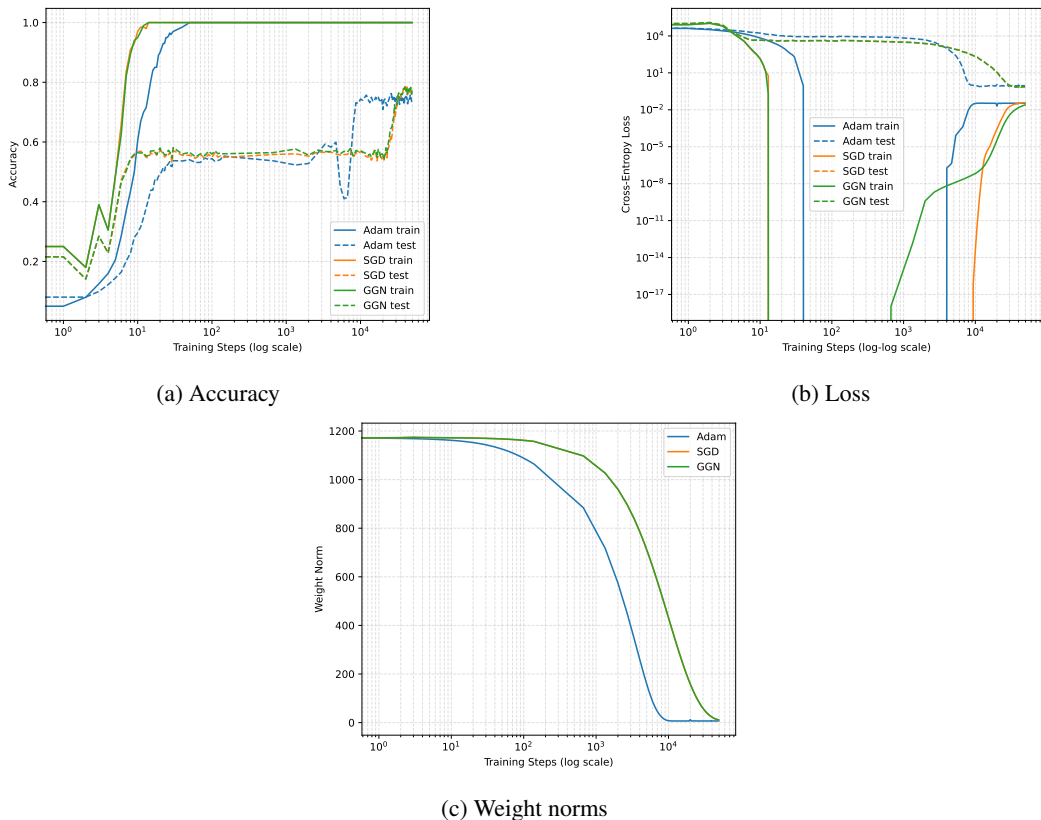 1.0
0.8
0.6
0.4
0.2
Accuracy
10^0
10^1
10^2
10^3
10^4
Training Steps (log scale)
Adam train
Adam test
SGD train
SGD test
GGN train
GGN test
(a) Accuracy
10^4
10^1
10^−2
10^−5
10^−8
10^−11
10^−14
10^−17
Cross-Entropy Loss
10^0
10^1
10^2
10^3
10^4
Training Steps (log-log scale)
Adam train
Adam test
SGD train
SGD test
GGN train
GGN test
(b) Loss
1200
1000
800
600
400
200
0
Weight Norm
10^0
10^1
10^2
10^3
10^4
Training Steps (log scale)
Adam
SGD
GGN
(c) Weight norms